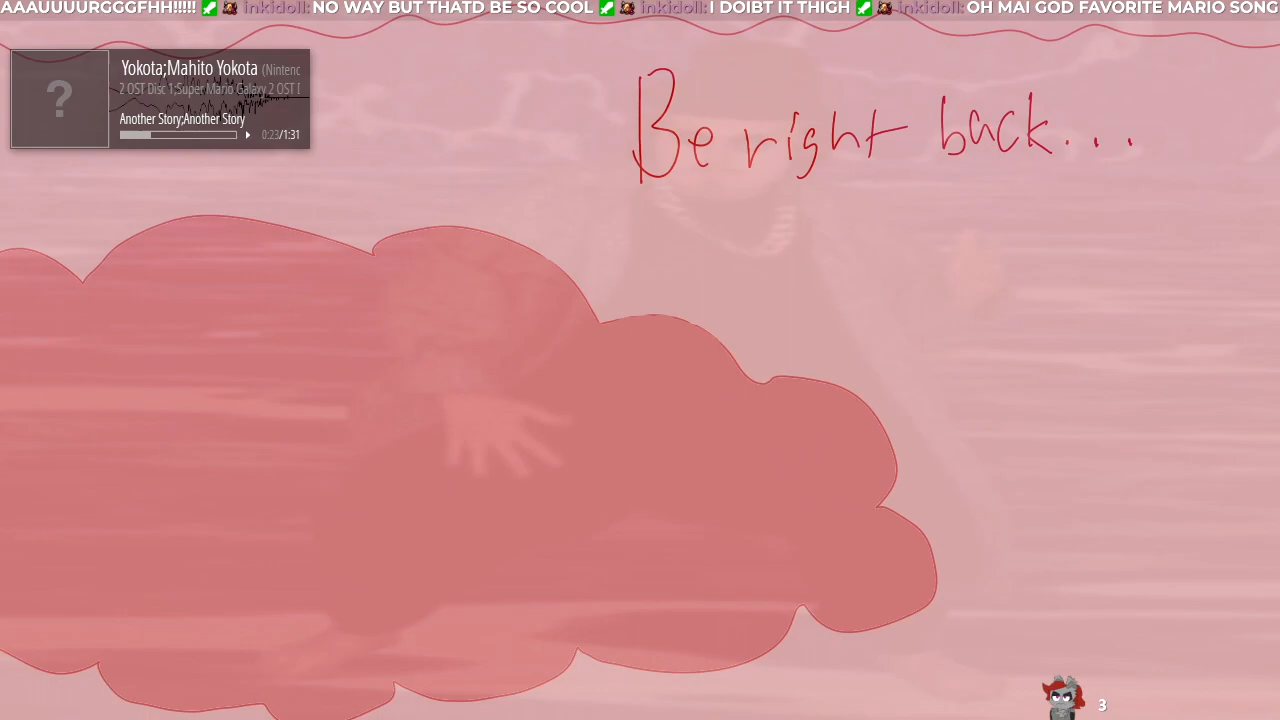 AAAUUUURGGGFHH!!!!! inkidoll: NO WAY BUT THATD BE SO COOL inkidoll: I DOIBT IT THIGH inkidoll: OH MAI GOD FAVORITE MARIO SONG
?
Yokota;Mahito Yokota (Nintenc
2 OST Disc 1;Super Mario Galaxy 2 OST I
Another Story;Another Story
0:23/1:31
Be right back...
3